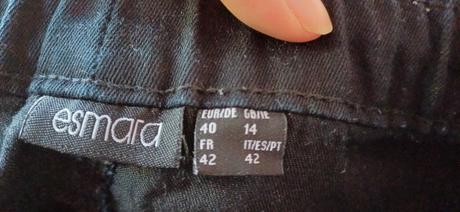 esmara
EUR/DE GB/IE
40 14
FR IT/ES/PT
42 42